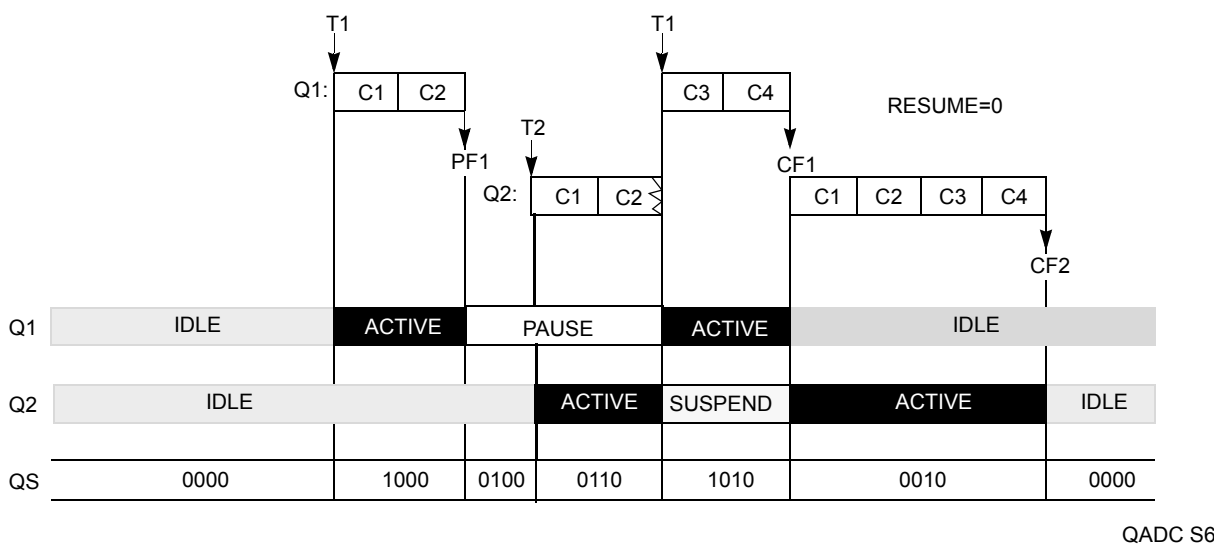 T1 T1
Q1: C1 C2 C3 C4 RESUME=0
T2
PF1 CF1
Q2: C1 C2 C1 C2 C3 C4
CF2
Q1 IDLE ACTIVE PAUSE ACTIVE IDLE
Q2 IDLE ACTIVE SUSPEND ACTIVE IDLE
QS 0000 1000 0100 0110 1010 0010 0000
QADC S6